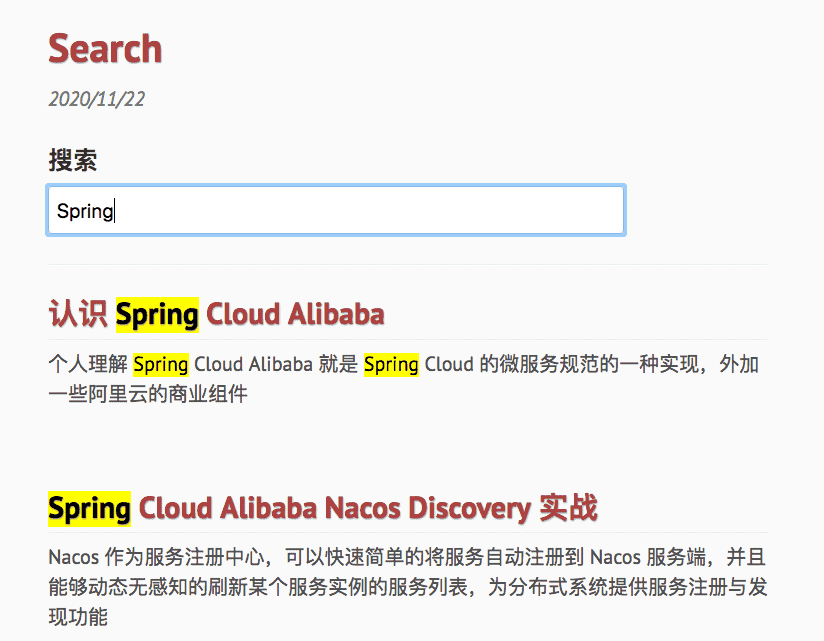 Search
2020/11/22
搜索
Spring
认识 Spring Cloud Alibaba
个人理解 Spring Cloud Alibaba 就是 Spring Cloud 的微服务规范的一种实现，外加
一些阿里云的商业组件
Spring Cloud Alibaba Nacos Discovery 实战
Nacos 作为服务注册中心，可以快速简单的将服务自动注册到 Nacos 服务端，并且
能够动态无感知的刷新某个服务实例的服务列表，为分布式系统提供服务注册与发
现功能